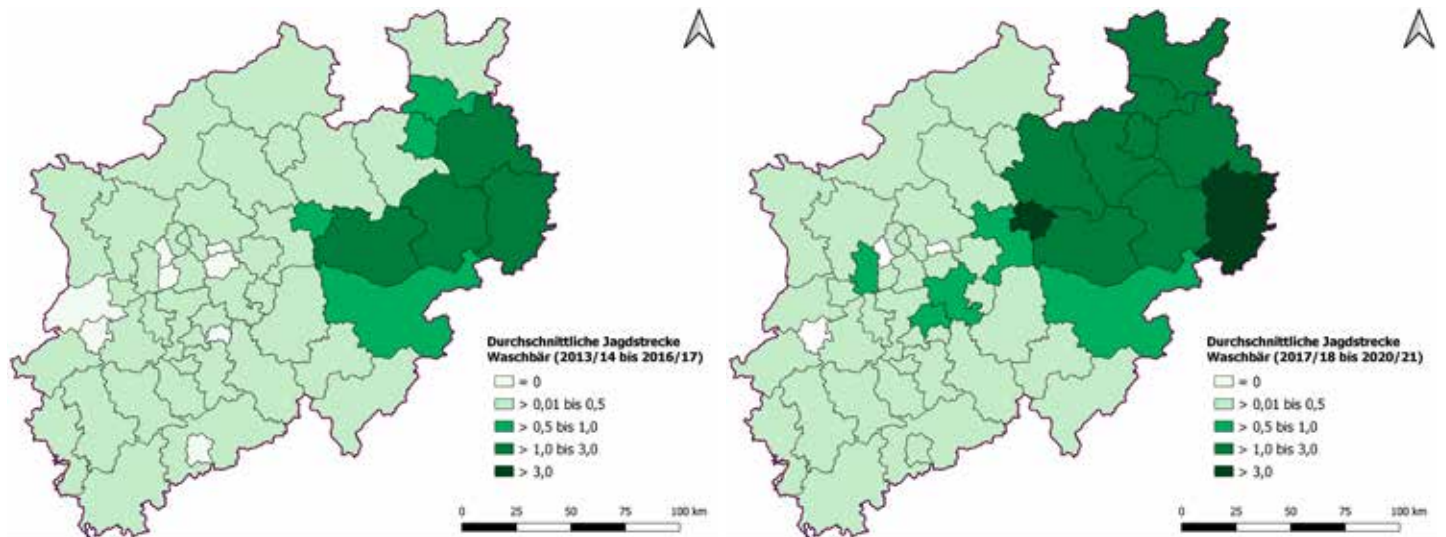 Durchschnittliche Jagdstrecke
Waschbär (2013/14 bis 2016/17)
= 0
> 0,01 bis 0,5
> 0,5 bis 1,0
> 1,0 bis 3,0
> 3,0
0 25 50 75 100 km
Durchschnittliche Jagdstrecke
Waschbär (2017/18 bis 2020/21)
= 0
> 0,01 bis 0,5
> 0,5 bis 1,0
> 1,0 bis 3,0
> 3,0
0 25 50 75 100 km